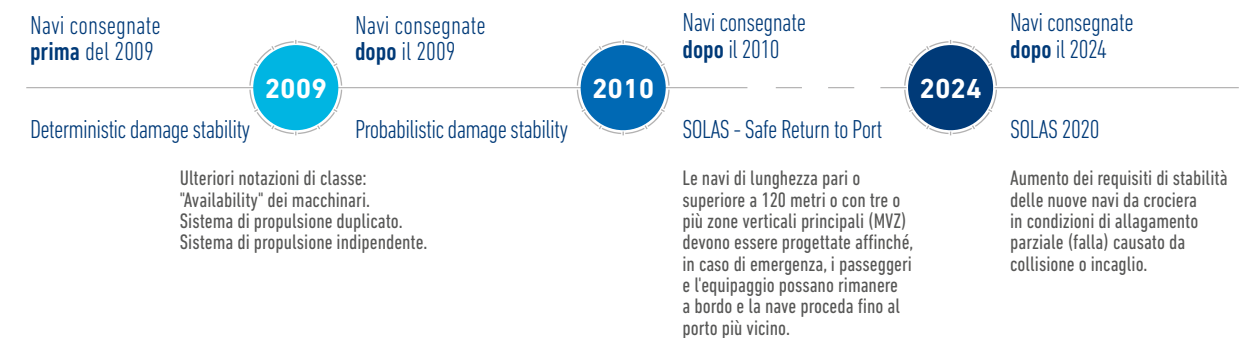 Navi consegnate
prima del 2009
Navi consegnate
dopo il 2009
Navi consegnate
dopo il 2010
Navi consegnate
dopo il 2024
2009
2010
2024
Deterministic damage stability
Probabilistic damage stability
SOLAS - Safe Return to Port
SOLAS 2020
Ulteriori notazioni di classe:
"Availability" dei macchinari.
Sistema di propulsione duplicato.
Sistema di propulsione indipendente.
Le navi di lunghezza pari o
superiore a 120 metri o con tre o
più zone verticali principali (MVZ)
devono essere progettate affinché,
in caso di emergenza, i passeggeri
e l'equipaggio possano rimanere
a bordo e la nave proceda fino al
porto più vicino.
Aumento dei requisiti di stabilità
delle nuove navi da crociera
in condizioni di allagamento
parziale (falla) causato da
collisione o incaglio.